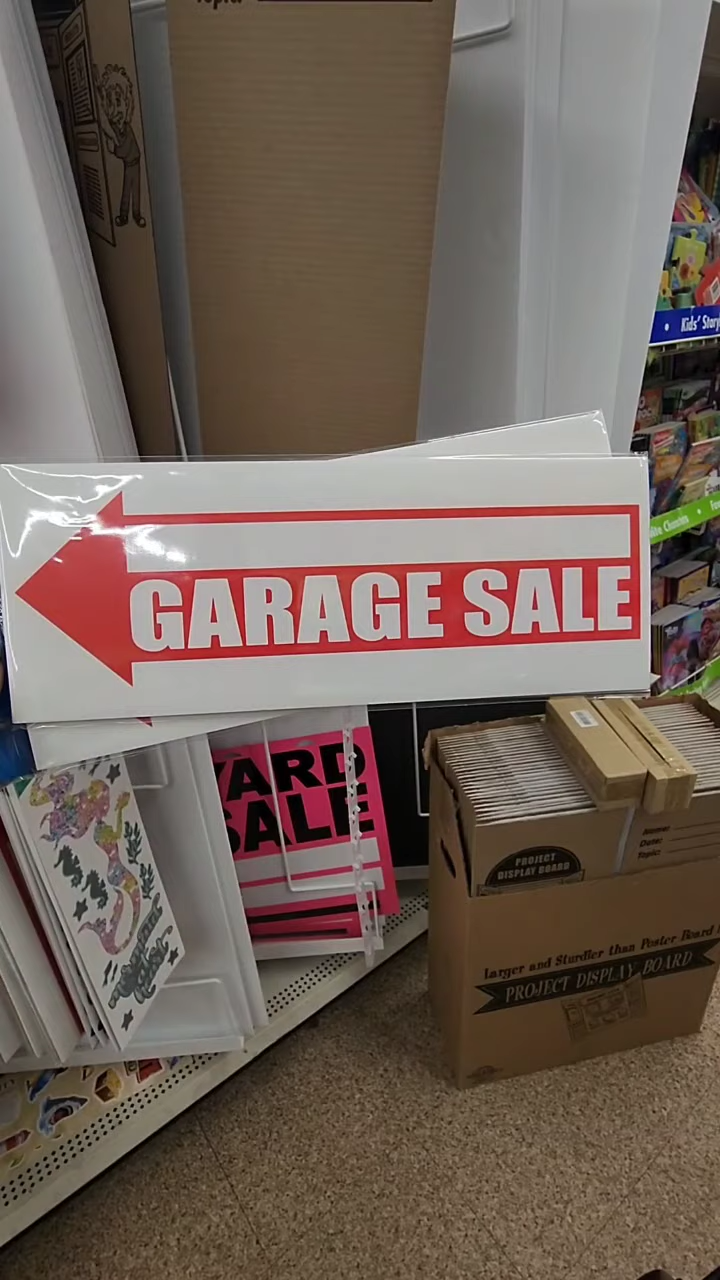 Topic:
Kids' Story
GARAGE SALE
YARD
SALE
PROJECT
DISPLAY BOARD
Name:
Date:
Topic:
Larger and Sturdier than Poster Board
PROJECT DISPLAY BOARD